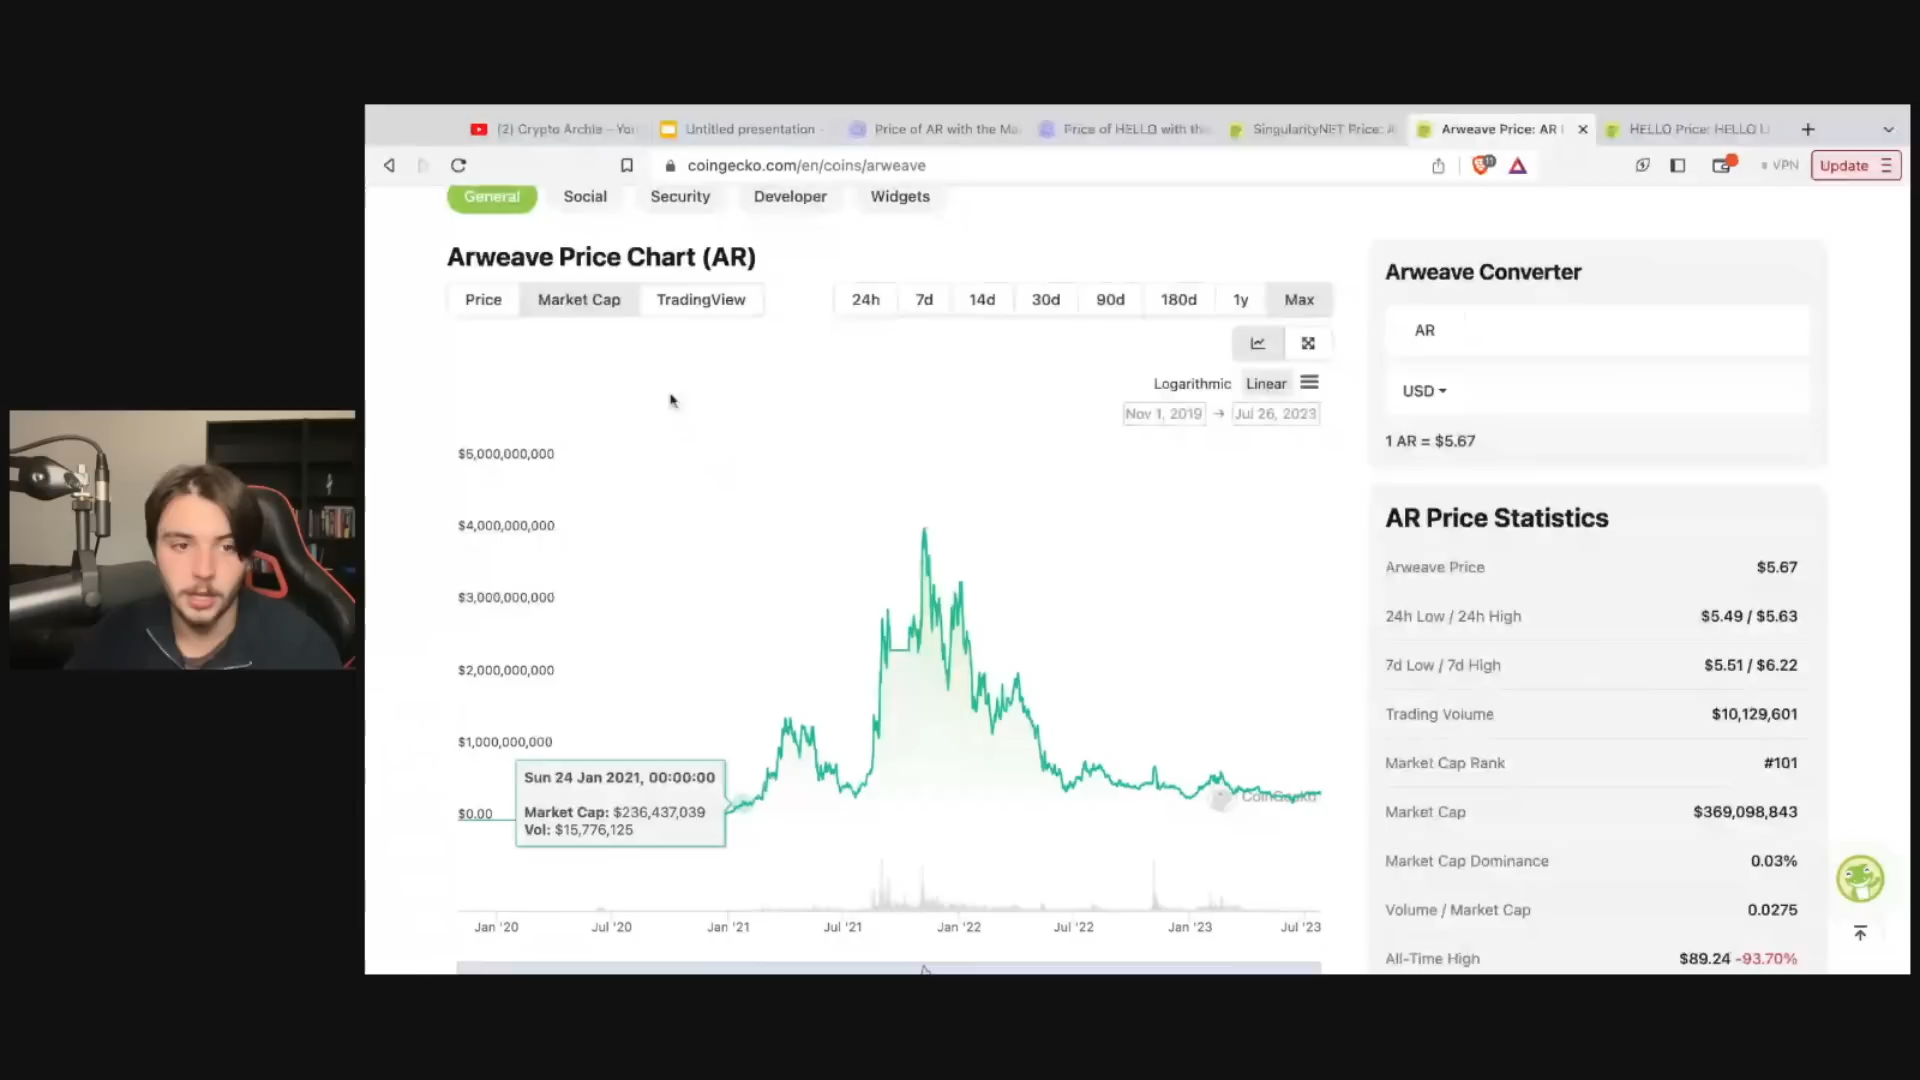 (2) Crypto Archie – You
Untitled presentation -
Price of AR with the Ma
Price of HELLO with the
SingularityNET Price: A
Arweave Price: AR
HELLO Price: HELLO
coingecko.com/en/coins/arweave
11
VPN
Update
General
Social
Security
Developer
Widgets
Arweave Price Chart (AR)
Price
Market Cap
TradingView
24h
7d
14d
30d
90d
180d
1y
Max
Logarithmic
Linear
Nov 1, 2019 → Jul 26, 2023
$5,000,000,000
$4,000,000,000
$3,000,000,000
$2,000,000,000
$1,000,000,000
$0.00
Sun 24 Jan 2021, 00:00:00
Market Cap: $236,437,039
Vol: $15,776,125
CoinGecko
Jan '20
Jul '20
Jan '21
Jul '21
Jan '22
Jul '22
Jan '23
Jul '23
Arweave Converter
AR
USD
1 AR = $5.67
AR Price Statistics
Arweave Price $5.67
24h Low / 24h High $5.49 / $5.63
7d Low / 7d High $5.51 / $6.22
Trading Volume $10,129,601
Market Cap Rank #101
Market Cap $369,098,843
Market Cap Dominance 0.03%
Volume / Market Cap 0.0275
All-Time High $89.24 -93.70%